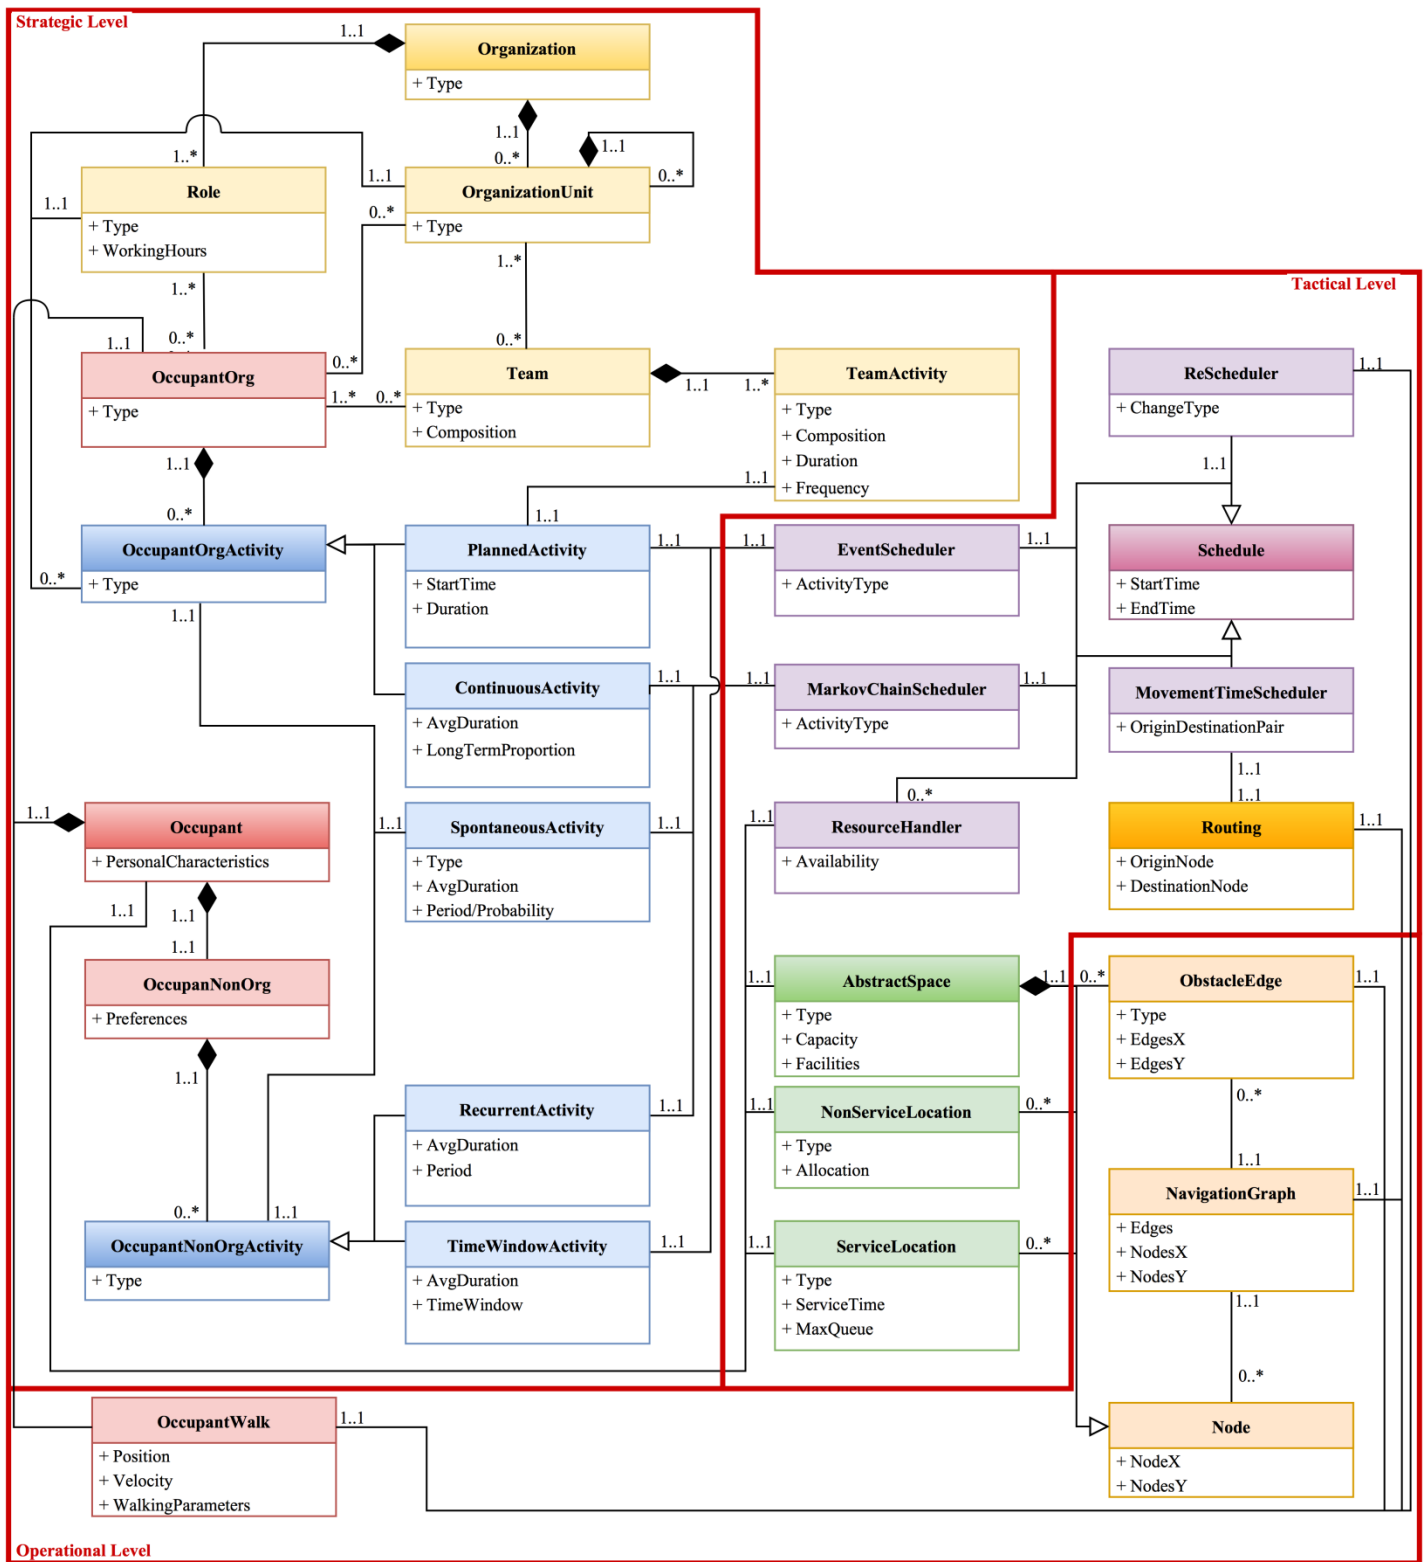 Strategic Level
1..1
Organization
+ Type
1..1
0..*
1..1
0..*
1..*
1..1
Role
+ Type
+ WorkingHours
1..1
OrganizationUnit
+ Type
0..*
1..*
1..*
0..*
0..*
Tactical Level
1..1
OccupantOrg
+ Type
0..*
1..*
0..*
Team
+ Type
+ Composition
1..1
1..*
TeamActivity
+ Type
+ Composition
+ Duration
+ Frequency
1..1
ReScheduler
+ ChangeType
1..1
1..1
1..1
0..*
1..1
OccupantOrgActivity
+ Type
0..*
1..1
PlannedActivity
+ StartTime
+ Duration
1..1
1..1
EventScheduler
+ ActivityType
1..1
Schedule
+ StartTime
+ EndTime
ContinuousActivity
+ AvgDuration
+ LongTermProportion
1..1
1..1
MarkovChainScheduler
+ ActivityType
1..1
MovementTimeScheduler
+ OriginDestinationPair
1..1
1..1
0..*
1..1
Occupant
+ PersonalCharacteristics
1..1
1..1
1..1
1..1
SpontaneousActivity
+ Type
+ AvgDuration
+ Period/Probability
1..1
1..1
ResourceHandler
+ Availability
Routing
+ OriginNode
+ DestinationNode
1..1
OccupanNonOrg
+ Preferences
1..1
1..1
AbstractSpace
+ Type
+ Capacity
+ Facilities
1..1
0..*
ObstacleEdge
+ Type
+ EdgesX
+ EdgesY
1..1
0..*
1..1
RecurrentActivity
+ AvgDuration
+ Period
1..1
1..1
NonServiceLocation
+ Type
+ Allocation
0..*
NavigationGraph
+ Edges
+ NodesX
+ NodesY
1..1
1..1
0..*
0..*
1..1
OccupantNonOrgActivity
+ Type
TimeWindowActivity
+ AvgDuration
+ TimeWindow
1..1
1..1
ServiceLocation
+ Type
+ ServiceTime
+ MaxQueue
0..*
OccupantWalk
+ Position
+ Velocity
+ WalkingParameters
1..1
Node
+ NodeX
+ NodesY
Operational Level